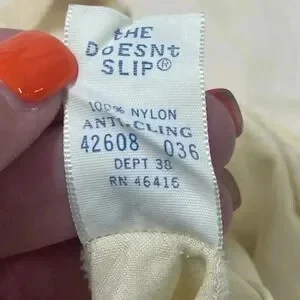 tHE
DOESNt
SLIP®
100% NYLON
ANTI-CLING
42608 036
DEPT 38
RN 46416